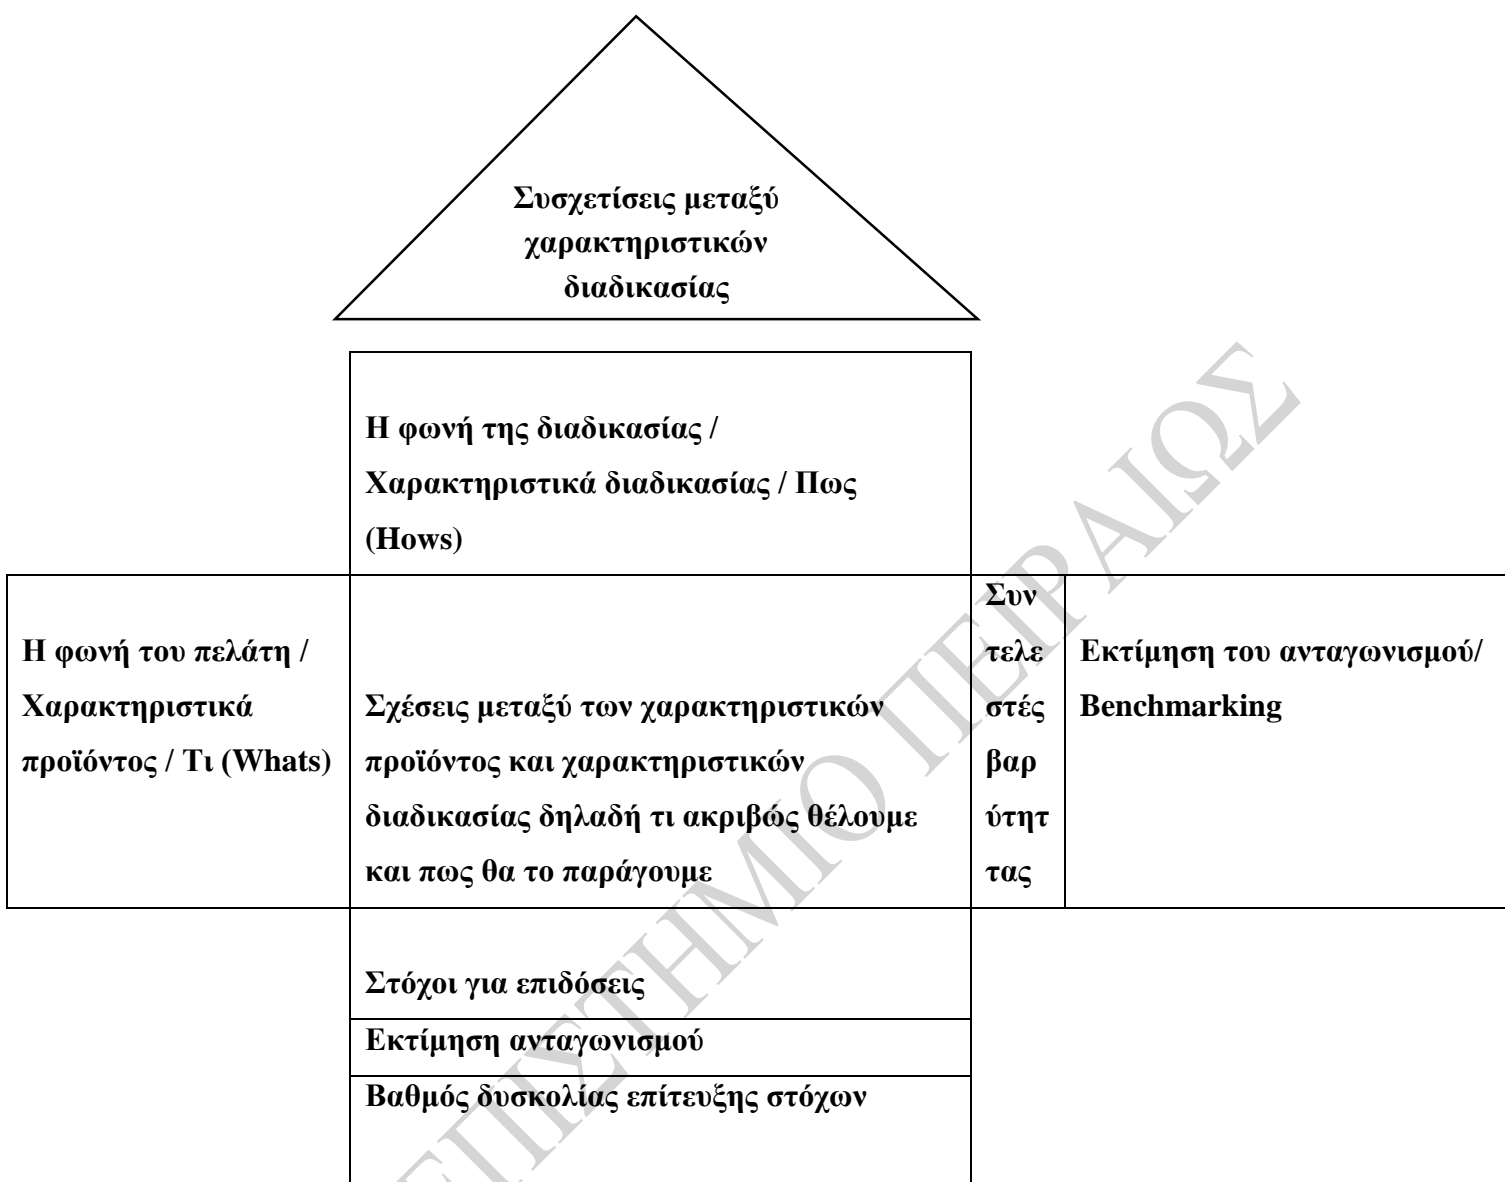 Συσχετίσεις μεταξύ
χαρακτηριστικών
διαδικασίας
Η φωνή της διαδικασίας /
Χαρακτηριστικά διαδικασίας / Πως
(Hows)
Η φωνή του πελάτη /
Χαρακτηριστικά
προϊόντος / Τι (Whats)
Σχέσεις μεταξύ των χαρακτηριστικών
προϊόντος και χαρακτηριστικών
διαδικασίας δηλαδή τι ακριβώς θέλουμε
και πως θα το παράγουμε
Συν
τελε
στές
βαρ
ύτητ
τας
Εκτίμηση του ανταγωνισμού/
Benchmarking
Στόχοι για επιδόσεις
Εκτίμηση ανταγωνισμού
Βαθμός δυσκολίας επίτευξης στόχων
ΕΠΙΣΤΗΜΙΟ ΠΕΙΡΑΙΩΣ